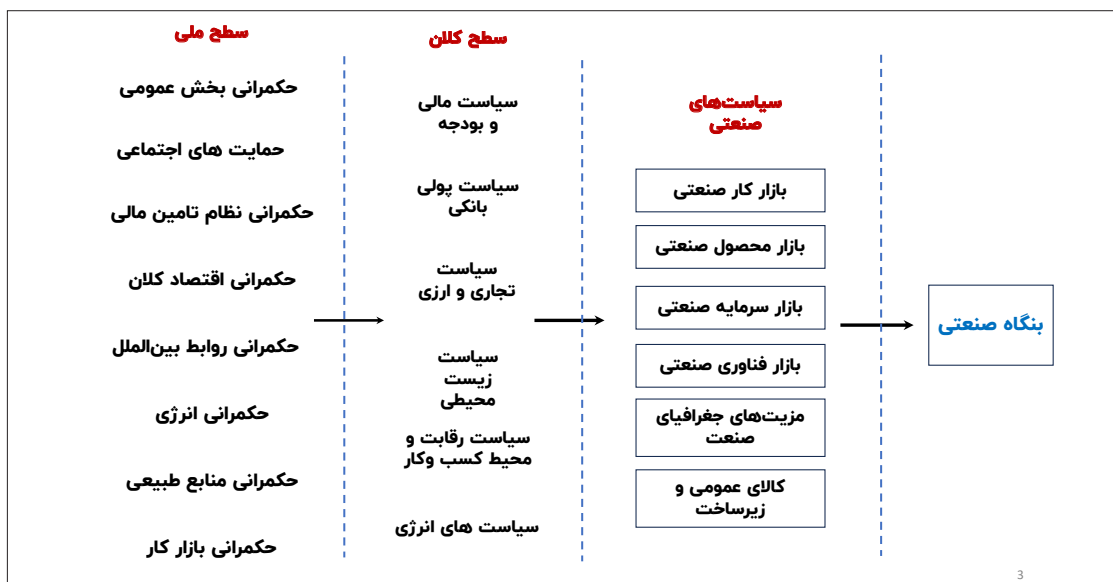 سطح ملی
حکمرانی بخش عمومی
حمایت های اجتماعی
حکمرانی نظام تامین مالی
حکمرانی اقتصاد کلان
حکمرانی روابط بین‌الملل
حکمرانی انرژی
حکمرانی منابع طبیعی
حکمرانی بازار کار
سطح کلان
سیاست مالی
و بودجه
سیاست پولی
بانکی
سیاست
تجاری و ارزی
سیاست
زیست
محیطی
سیاست رقابت و
محیط کسب وکار
سیاست های انرژی
سیاست‌های
صنعتی
بازار کار صنعتی
بازار محصول صنعتی
بازار سرمایه صنعتی
بازار فناوری صنعتی
مزیت‌های جغرافیای
صنعت
کالای عمومی و
زیرساخت
بنگاه صنعتی
3